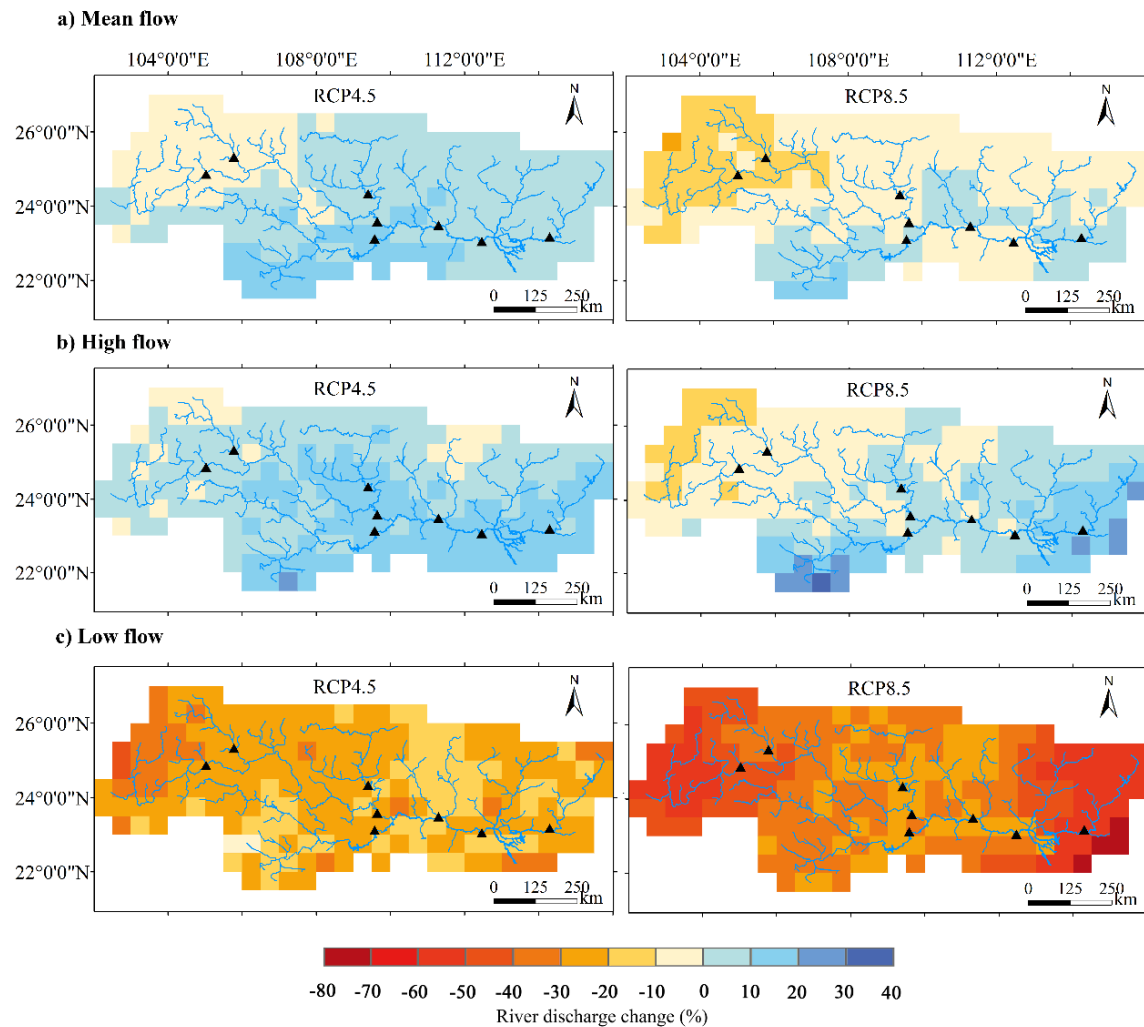 a) Mean flow
104°0'0"E 108°0'0"E 112°0'0"E 104°0'0"E 108°0'0"E 112°0'0"E
RCP4.5 N RCP8.5 N
26°0'0"N
24°0'0"N
22°0'0"N
0 125 250 km 0 125 250 km
b) High flow
RCP4.5 N RCP8.5 N
26°0'0"N
24°0'0"N
22°0'0"N
0 125 250 km 0 125 250 km
c) Low flow
RCP4.5 N RCP8.5 N
26°0'0"N
24°0'0"N
22°0'0"N
0 125 250 km 0 125 250 km
-80 -70 -60 -50 -40 -30 -20 -10 0 10 20 30 40
River discharge change (%)